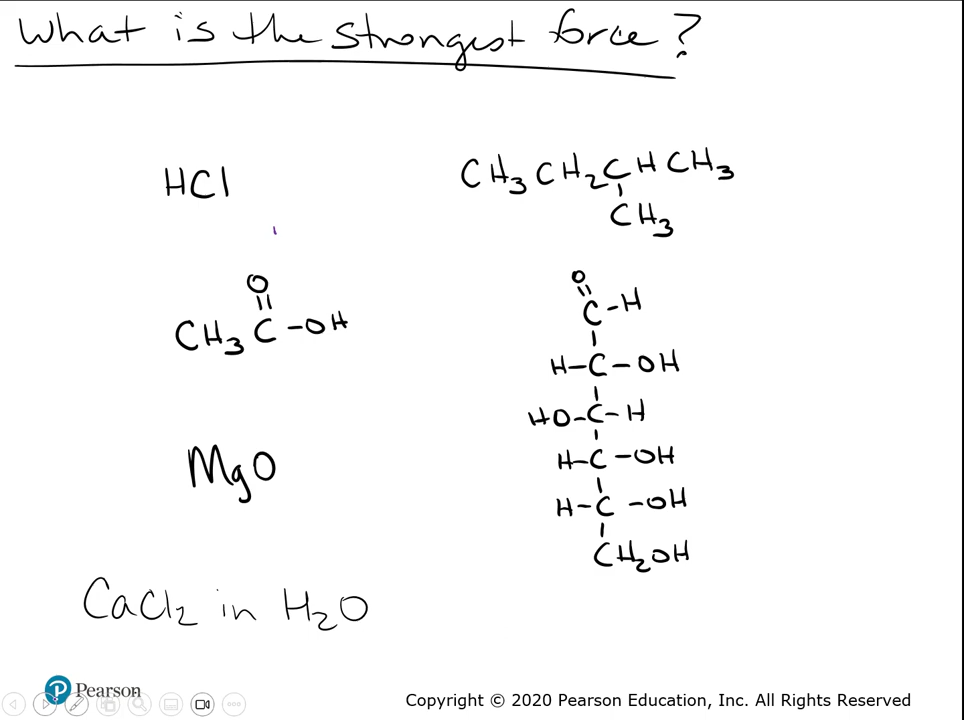 What is the strongest force?
HCl
CH3CH2CHCH3
CH3
O
CH3C-OH
O
C-H
H-C-OH
HO-C-H
H-C-OH
H-C-OH
CH2OH
MgO
CaCl2 in H2O
Pearson
Copyright © 2020 Pearson Education, Inc. All Rights Reserved